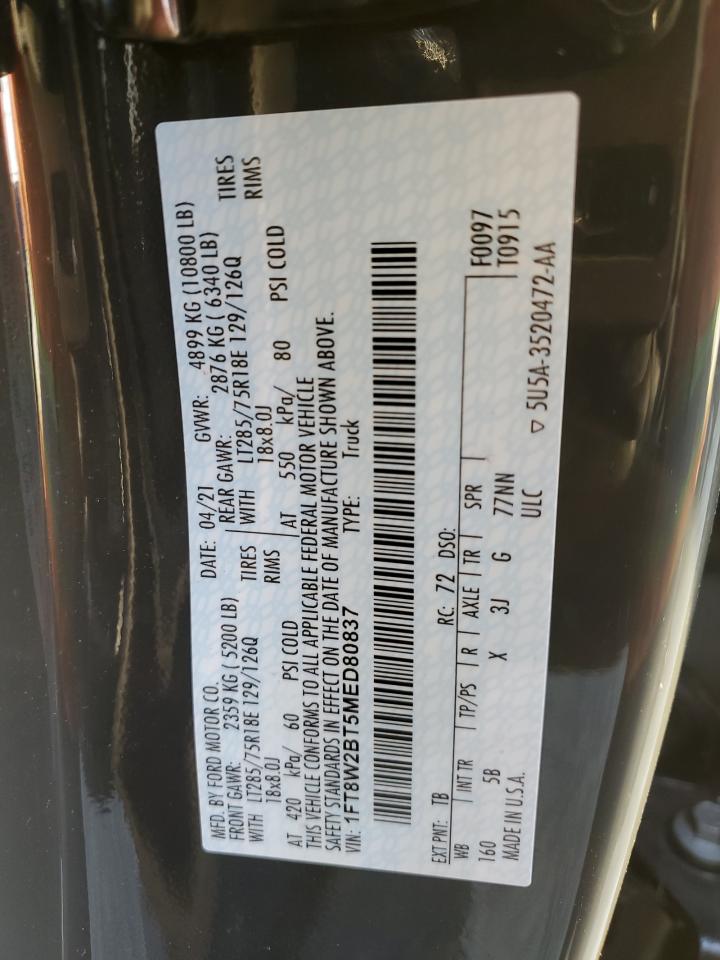 MFD. BY FORD MOTOR CO. DATE: 04/21 GVWR: 4899 KG (10800 LB)
FRONT GAWR: 2359 KG ( 5200 LB) REAR GAWR: 2876 KG ( 6340 LB)
WITH LT285/75R18E 129/126Q TIRES WITH LT285/75R18E 129/126Q TIRES
18x8.0J RIMS 18x8.0J RIMS
AT 420 kPa/ 60 PSI COLD AT 550 kPa/ 80 PSI COLD
THIS VEHICLE CONFORMS TO ALL APPLICABLE FEDERAL MOTOR VEHICLE
SAFETY STANDARDS IN EFFECT ON THE DATE OF MANUFACTURE SHOWN ABOVE.
VIN: 1FT8W2BT5MED80837 TYPE: Truck
EXT PNT: TB RC: 72 DSO: F0097
WB INT TR TP/PS R AXLE TR SPR T0915
160 5B X 3J G 77NN
MADE IN U.S.A. ULC ▽ 5U5A-3520472-AA